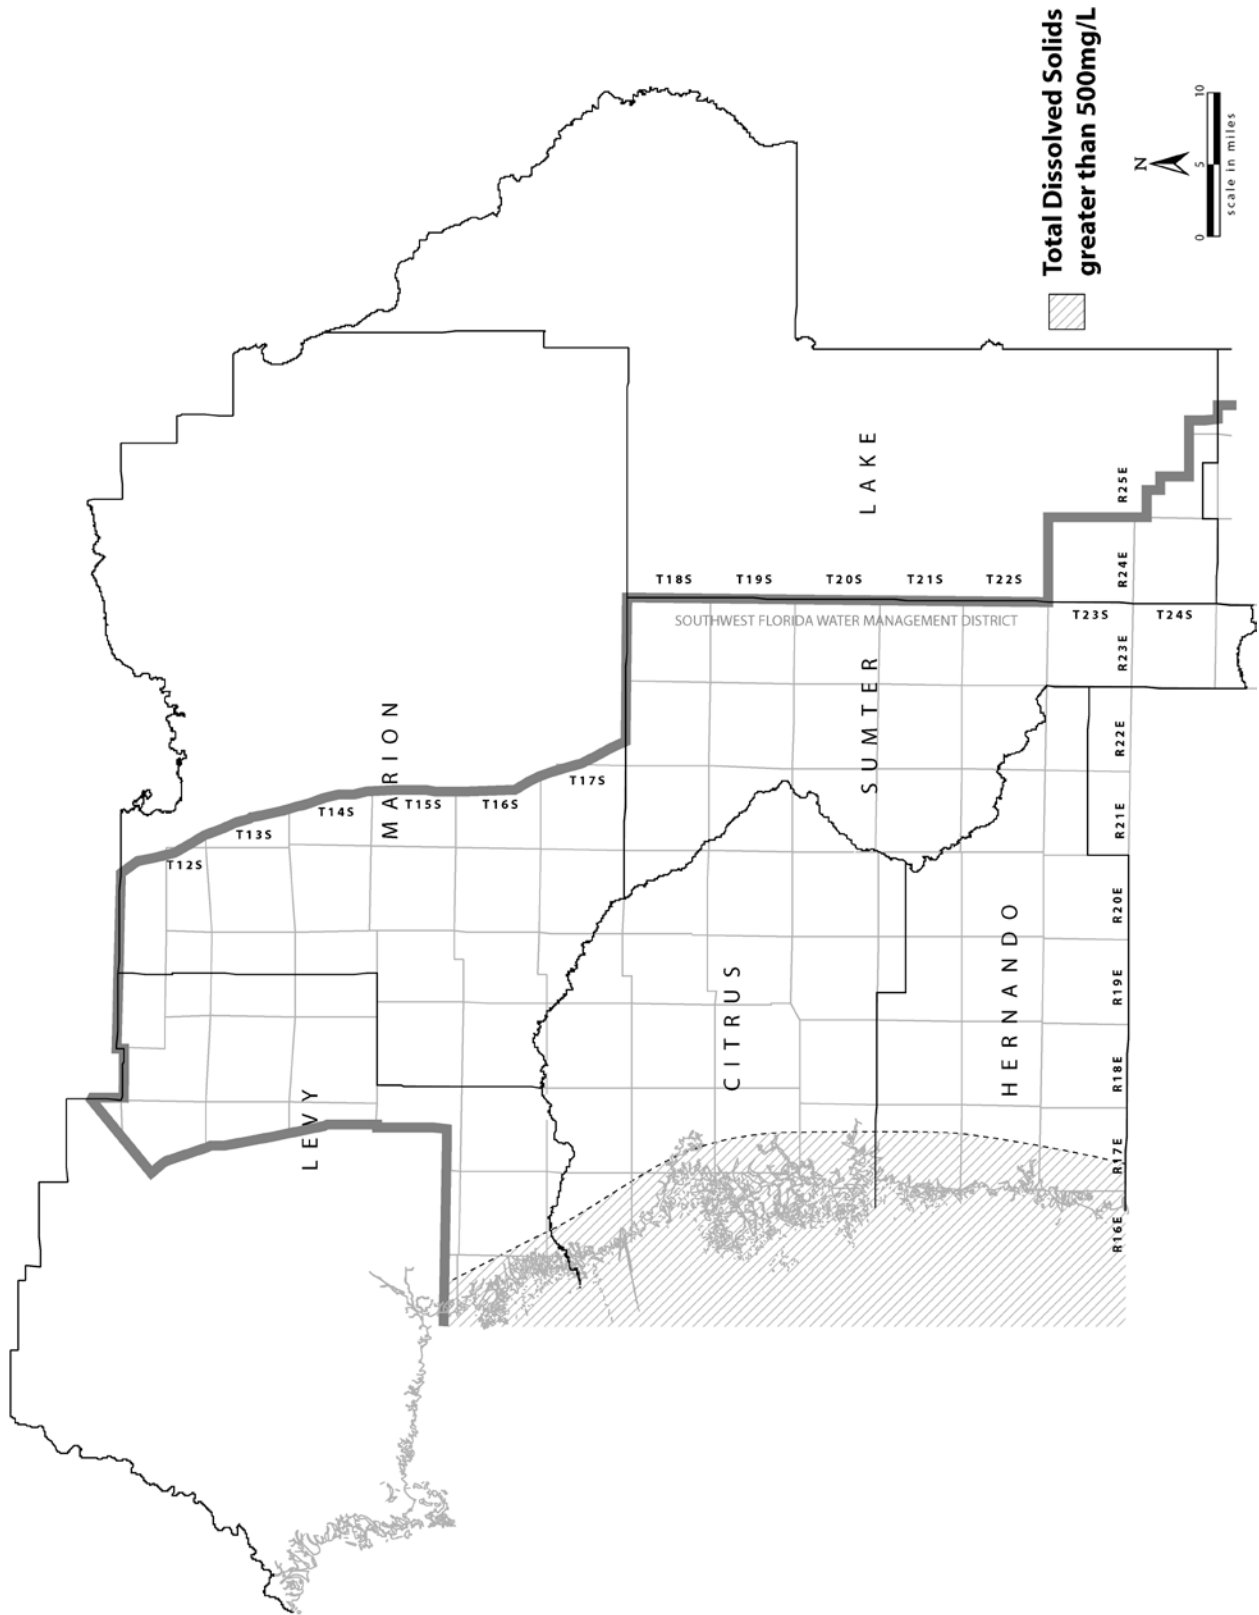 Total Dissolved Solids
greater than 500mg/L
N
0 5 10
scale in miles
LEVY
MARION
CITRUS
SUMTER
LAKE
HERNANDO
SOUTHWEST FLORIDA WATER MANAGEMENT DISTRICT
T12S
T13S
T14S
T15S
T16S
T17S
T18S
T19S
T20S
T21S
T22S
T23S
T24S
R16E
R17E
R18E
R19E
R20E
R21E
R22E
R23E
R24E
R25E